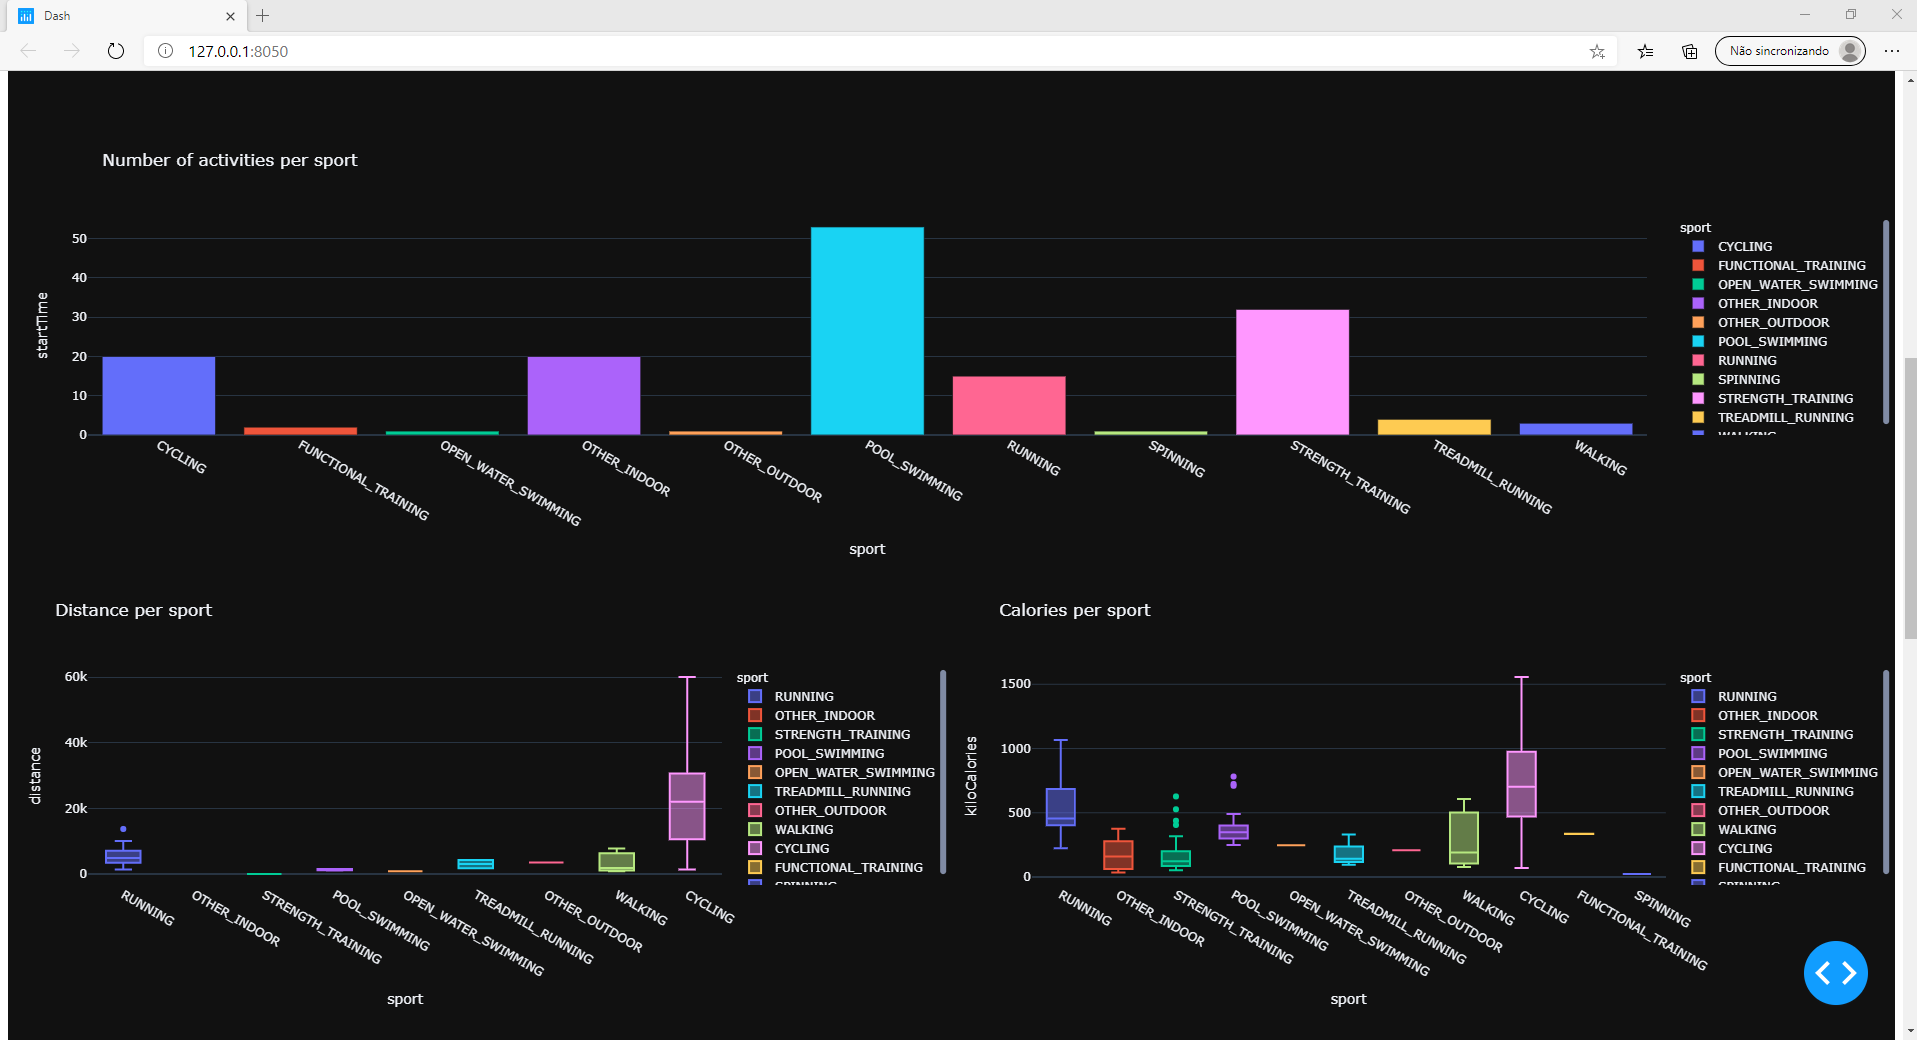 Dash
127.0.0.1:8050
Não sincronizando
Number of activities per sport
startTime
50
40
30
20
10
0
CYCLING
FUNCTIONAL_TRAINING
OPEN_WATER_SWIMMING
OTHER_INDOOR
OTHER_OUTDOOR
POOL_SWIMMING
RUNNING
SPINNING
STRENGTH_TRAINING
TREADMILL_RUNNING
WALKING
sport
sport
CYCLING
FUNCTIONAL_TRAINING
OPEN_WATER_SWIMMING
OTHER_INDOOR
OTHER_OUTDOOR
POOL_SWIMMING
RUNNING
SPINNING
STRENGTH_TRAINING
TREADMILL_RUNNING
WALKING
Distance per sport
distance
60k
40k
20k
0
RUNNING
OTHER_INDOOR
STRENGTH_TRAINING
POOL_SWIMMING
OPEN_WATER_SWIMMING
TREADMILL_RUNNING
OTHER_OUTDOOR
WALKING
CYCLING
sport
sport
RUNNING
OTHER_INDOOR
STRENGTH_TRAINING
POOL_SWIMMING
OPEN_WATER_SWIMMING
TREADMILL_RUNNING
OTHER_OUTDOOR
WALKING
CYCLING
FUNCTIONAL_TRAINING
SPINNING
Calories per sport
kiloCalories
1500
1000
500
0
RUNNING
OTHER_INDOOR
STRENGTH_TRAINING
POOL_SWIMMING
OPEN_WATER_SWIMMING
TREADMILL_RUNNING
OTHER_OUTDOOR
WALKING
CYCLING
FUNCTIONAL_TRAINING
SPINNING
sport
sport
RUNNING
OTHER_INDOOR
STRENGTH_TRAINING
POOL_SWIMMING
OPEN_WATER_SWIMMING
TREADMILL_RUNNING
OTHER_OUTDOOR
WALKING
CYCLING
FUNCTIONAL_TRAINING
SPINNING